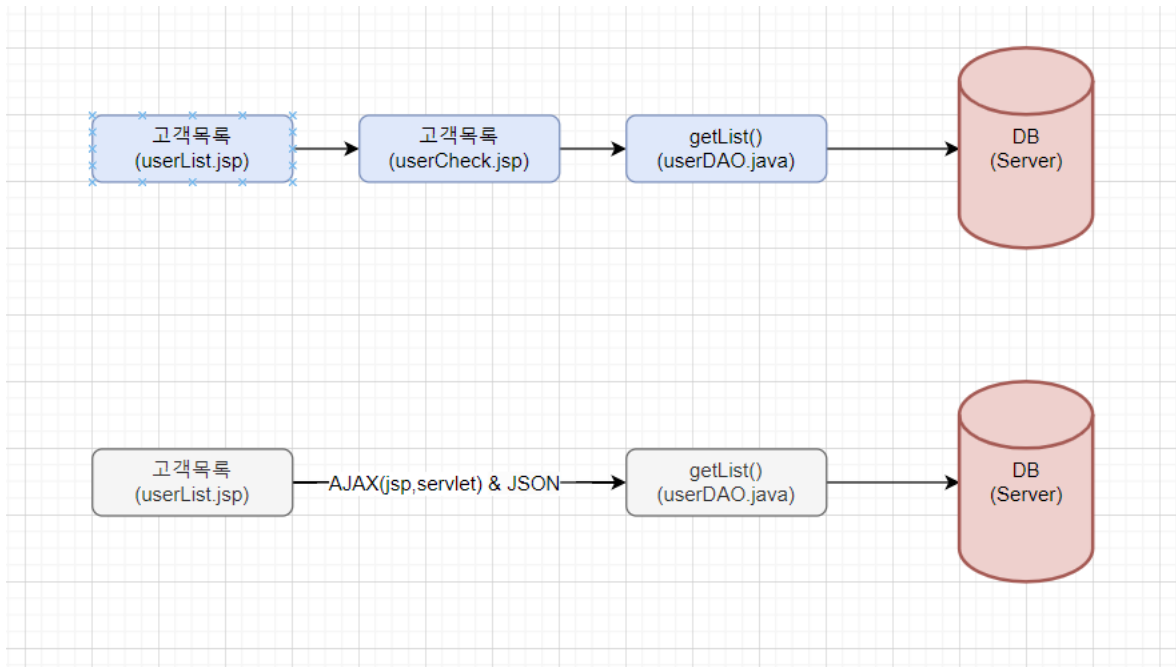 고객목록
(userList.jsp)
고객목록
(userCheck.jsp)
getList()
(userDAO.java)
DB
(Server)
고객목록
(userList.jsp)
AJAX(jsp,servlet) & JSON
getList()
(userDAO.java)
DB
(Server)